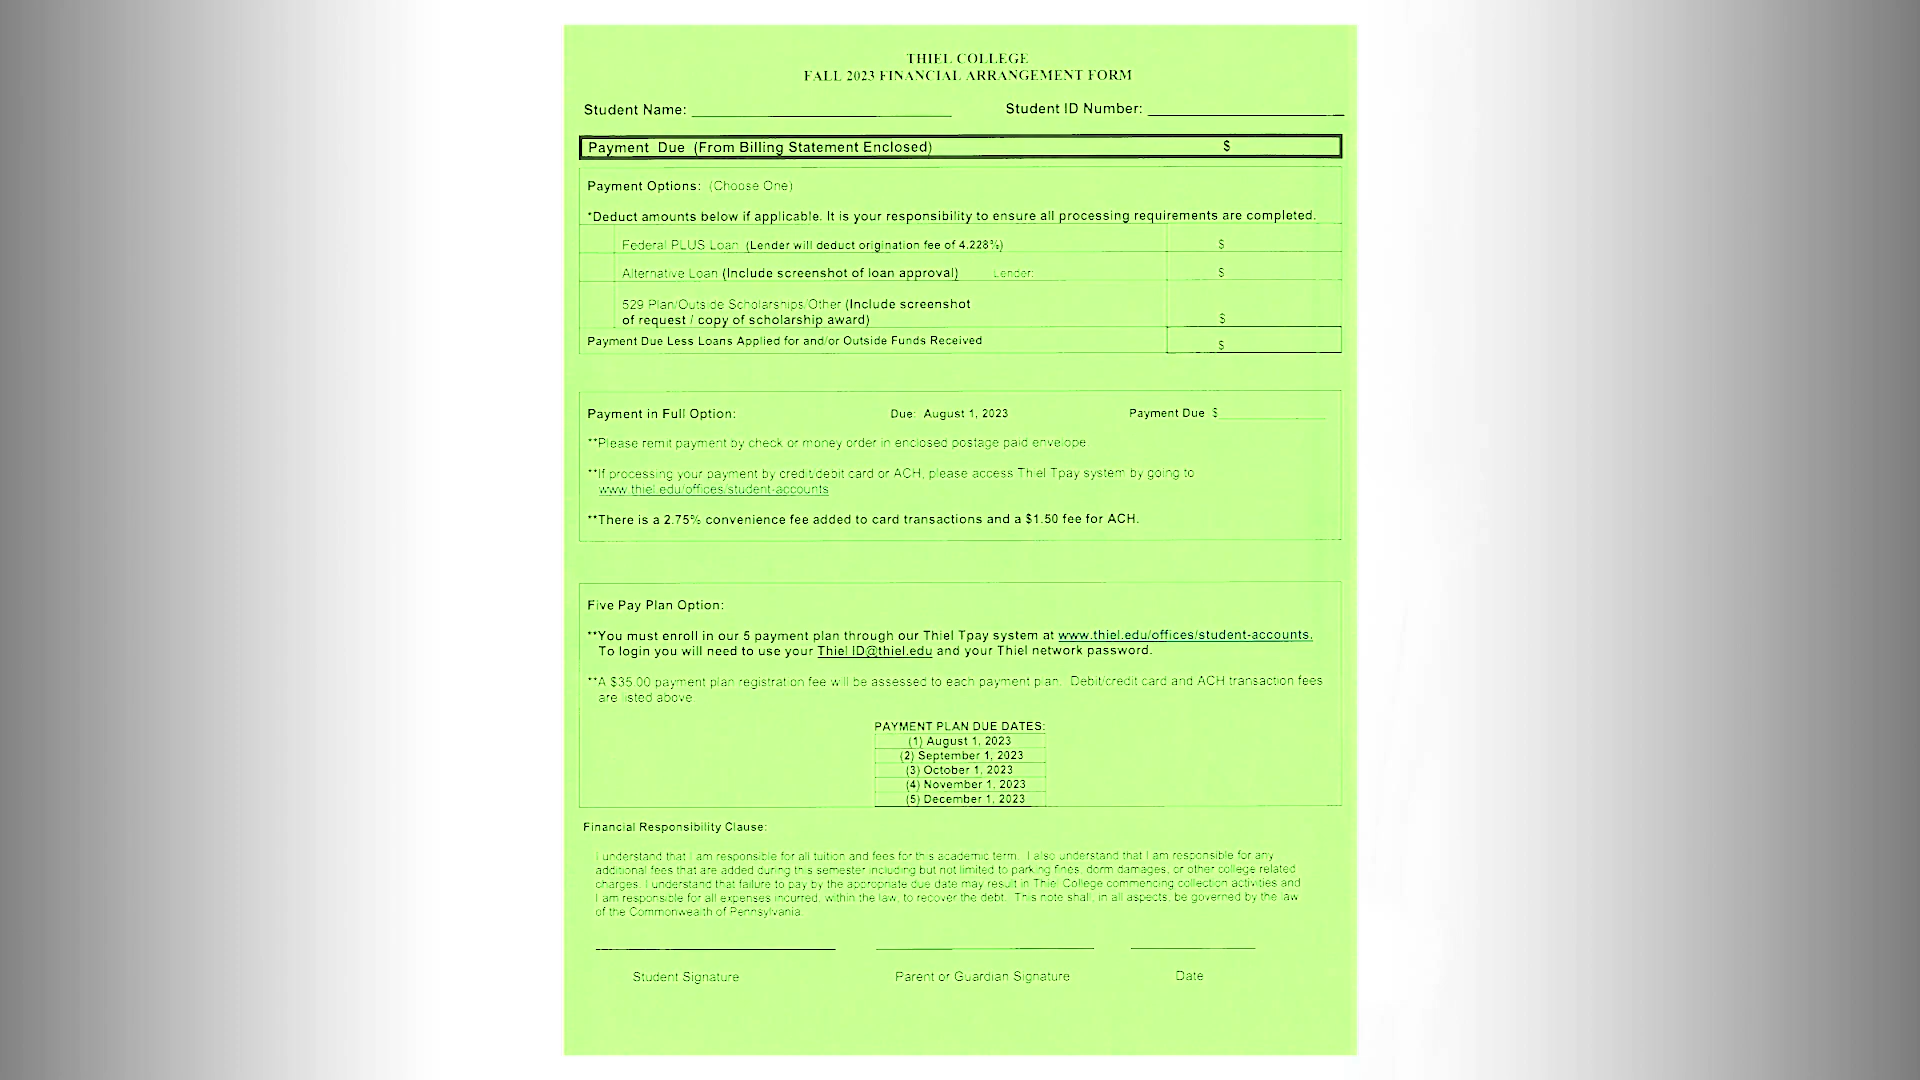 THIEL COLLEGE
FALL 2023 FINANCIAL ARRANGEMENT FORM
Student Name: Student ID Number:
Payment Due (From Billing Statement Enclosed) $
Payment Options: (Choose One)
*Deduct amounts below if applicable. It is your responsibility to ensure all processing requirements are completed.
Federal PLUS Loan (Lender will deduct origination fee of 4.228%) $
Alternative Loan (Include screenshot of loan approval) Lender: $
529 Plan/Outside Scholarships/Other (Include screenshot
of request / copy of scholarship award) $
Payment Due Less Loans Applied for and/or Outside Funds Received $
Payment in Full Option: Due: August 1, 2023 Payment Due $
**Please remit payment by check or money order in enclosed postage paid envelope
**If processing your payment by credit/debit card or ACH, please access Thiel Tpay system by going to
www.thiel.edu/offices/student-accounts
**There is a 2.75% convenience fee added to card transactions and a $1.50 fee for ACH.
Five Pay Plan Option:
**You must enroll in our 5 payment plan through our Thiel Tpay system at www.thiel.edu/offices/student-accounts.
To login you will need to use your Thiel ID@thiel.edu and your Thiel network password.
**A $35.00 payment plan registration fee will be assessed to each payment plan. Debit/credit card and ACH transaction fees
are listed above.
PAYMENT PLAN DUE DATES:
(1) August 1, 2023
(2) September 1, 2023
(3) October 1, 2023
(4) November 1, 2023
(5) December 1, 2023
Financial Responsibility Clause:
I understand that I am responsible for all tuition and fees for this academic term. I also understand that I am responsible for any
additional fees that are added during this semester including but not limited to parking fines, dorm damages, or other college related
charges. I understand that failure to pay by the appropriate due date may result in Thiel College commencing collection activities and
I am responsible for all expenses incurred, within the law, to recover the debt. This note shall, in all aspects, be governed by the law
of the Commonwealth of Pennsylvania.
Student Signature Parent or Guardian Signature Date